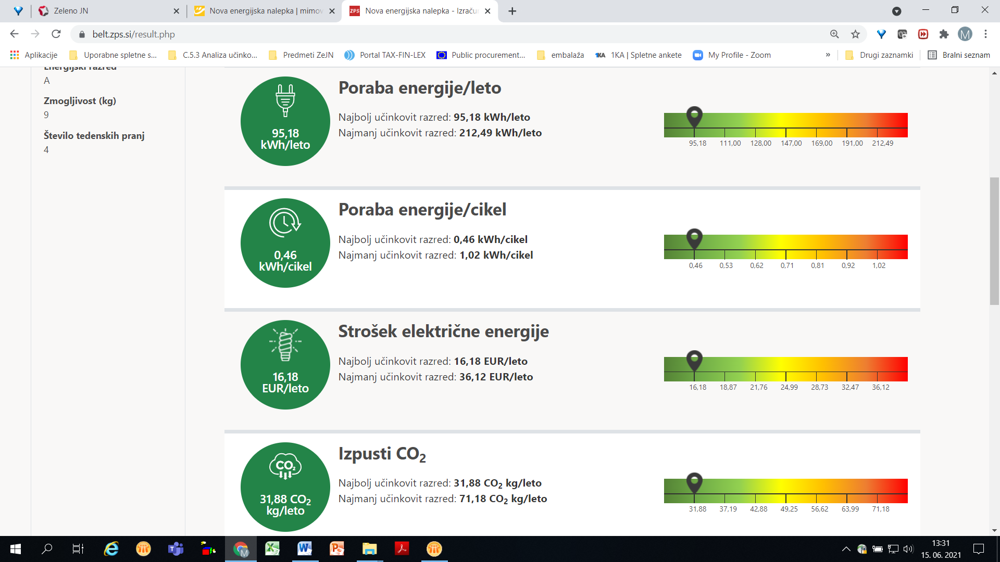 Zeleno JN
Nova energijska nalepka | mimov
Nova energijska nalepka - Izraču
belt.zps.si/result.php
Aplikacije
Uporabne spletne s...
C.5.3 Analiza učinko...
Predmeti ZeJN
Portal TAX-FIN-LEX
Public procurement...
embalaža
1KA | Spletne ankete
My Profile - Zoom
»
Drugi zaznamki
Bralni seznam
Energijski razred
A
Zmogljivost (kg)
9
Število tedenskih pranj
4
95,18
kWh/leto
Poraba energije/leto
Najbolj učinkovit razred: 95,18 kWh/leto
Najmanj učinkovit razred: 212,49 kWh/leto
95,18 111,00 128,00 147,00 169,00 191,00 212,49
0,46
kWh/cikel
Poraba energije/cikel
Najbolj učinkovit razred: 0,46 kWh/cikel
Najmanj učinkovit razred: 1,02 kWh/cikel
0,46 0,53 0,62 0,71 0,81 0,92 1,02
16,18
EUR/leto
Strošek električne energije
Najbolj učinkovit razred: 16,18 EUR/leto
Najmanj učinkovit razred: 36,12 EUR/leto
16,18 18,87 21,76 24,99 28,73 32,47 36,12
CO₂
31,88 CO₂
kg/leto
Izpusti CO₂
Najbolj učinkovit razred: 31,88 CO₂ kg/leto
Najmanj učinkovit razred: 71,18 CO₂ kg/leto
31,88 37,19 42,88 49,25 56,62 63,99 71,18
13:31
15. 06. 2021